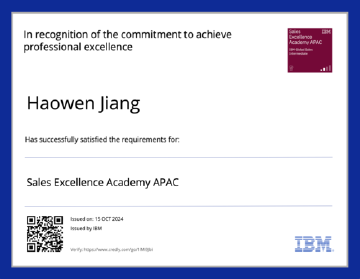 In recognition of the commitment to achieve
professional excellence
Sales
Excellence
Academy APAC
IBM
Haowen Jiang
Has successfully satisfied the requirements for:
Sales Excellence Academy APAC
Issued on: 15 OCT 2024
Issued by IBM
Verify: https://www.credly.com/go/
IBM